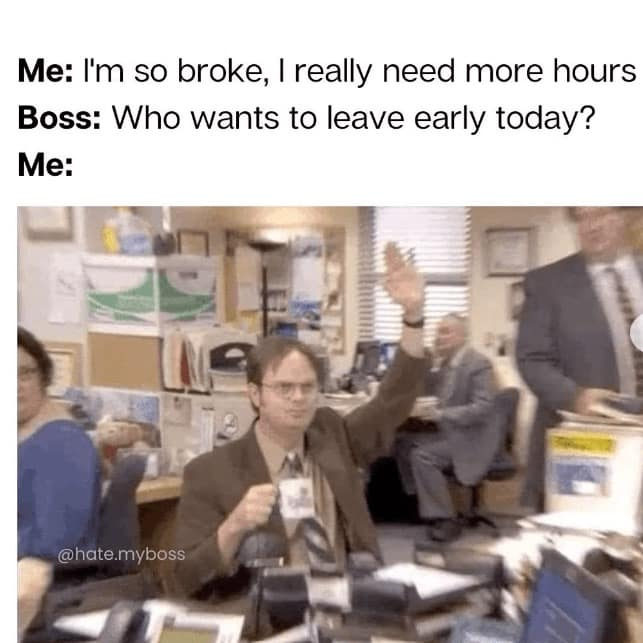 Me: I'm so broke, I really need more hours
Boss: Who wants to leave early today?
Me:
@hate.myboss